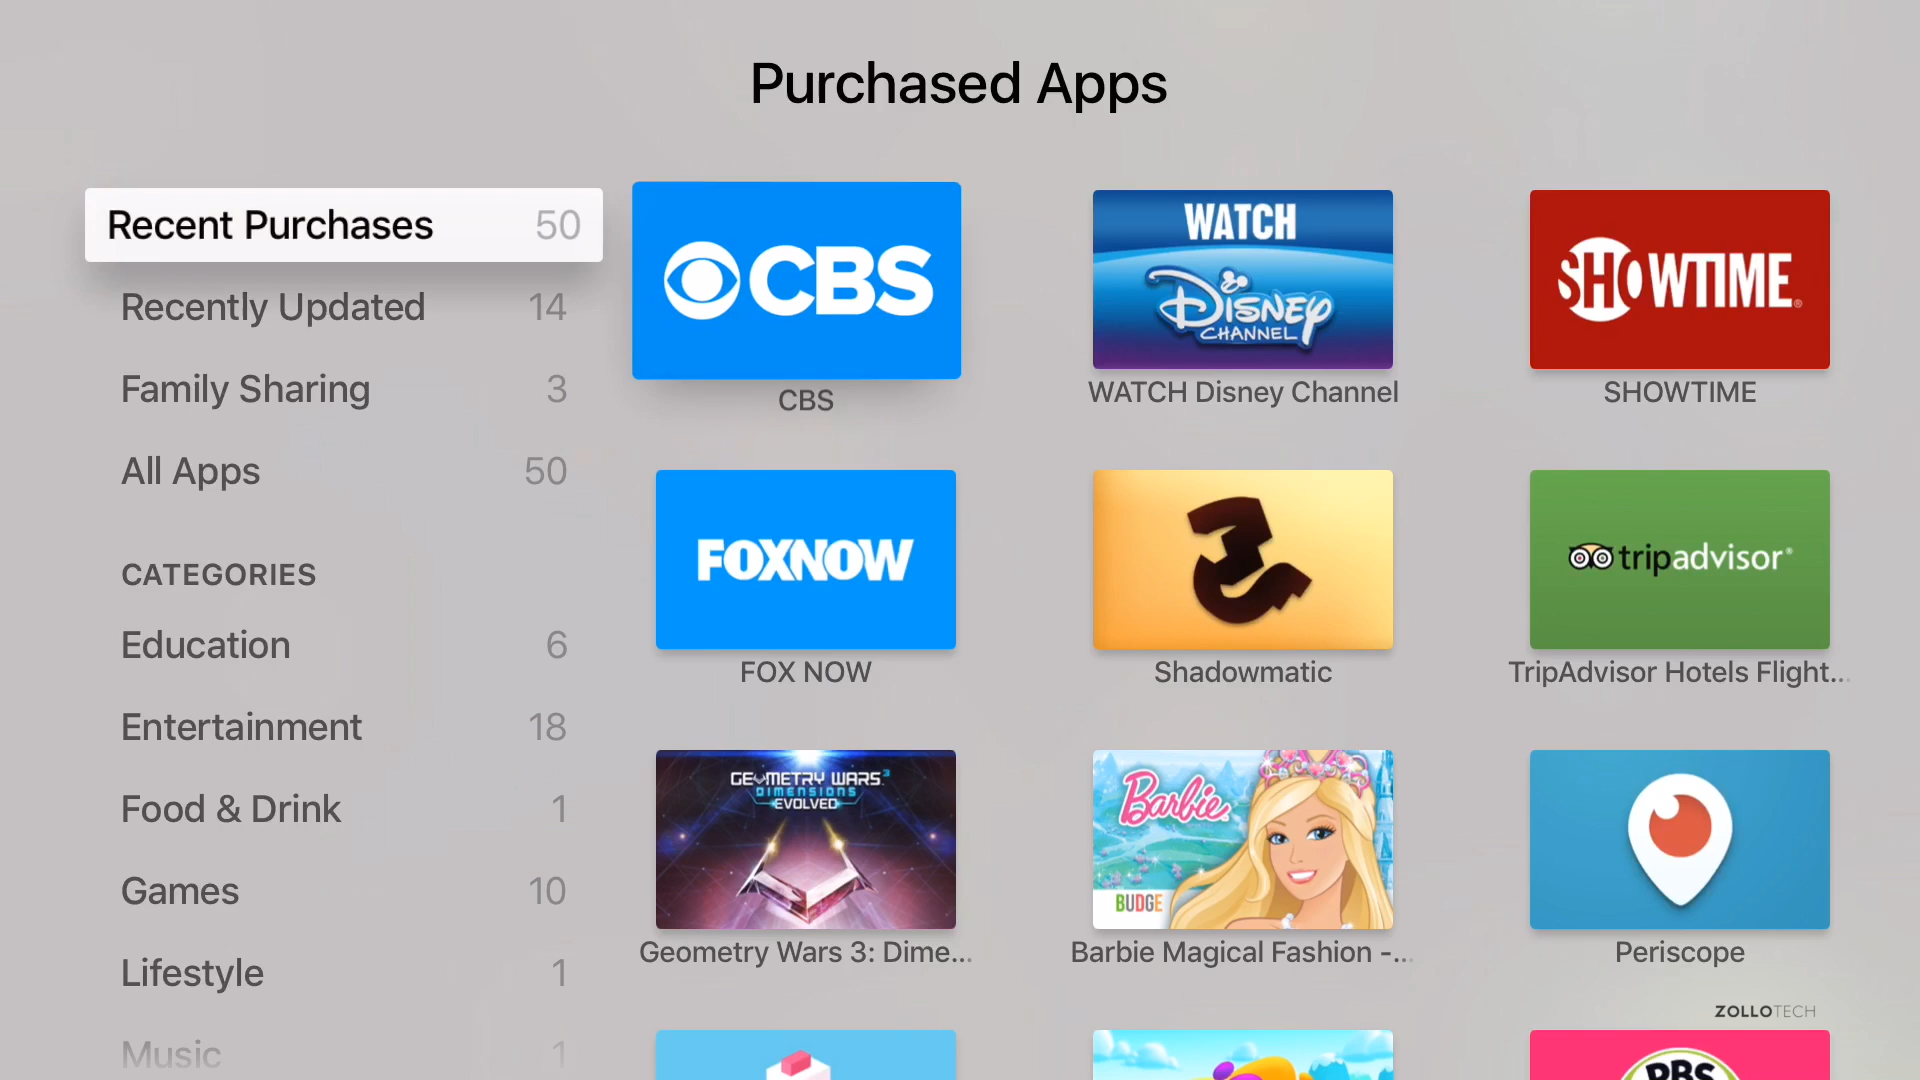 Purchased Apps
Recent Purchases 50
Recently Updated 14
Family Sharing 3
All Apps 50
CATEGORIES
Education 6
Entertainment 18
Food & Drink 1
Games 10
Lifestyle 1
Music 1
CBS
CBS
WATCH
Disney
CHANNEL
WATCH Disney Channel
SHOWTIME®
SHOWTIME
FOXNOW
FOX NOW
Shadowmatic
tripadvisor®
TripAdvisor Hotels Flight...
GEOMETRY WARS 3
DIMENSIONS
EVOLVED
Geometry Wars 3: Dime...
Barbie
BUDGE
Barbie Magical Fashion -...
Periscope
ZOLLOTECH
PBS